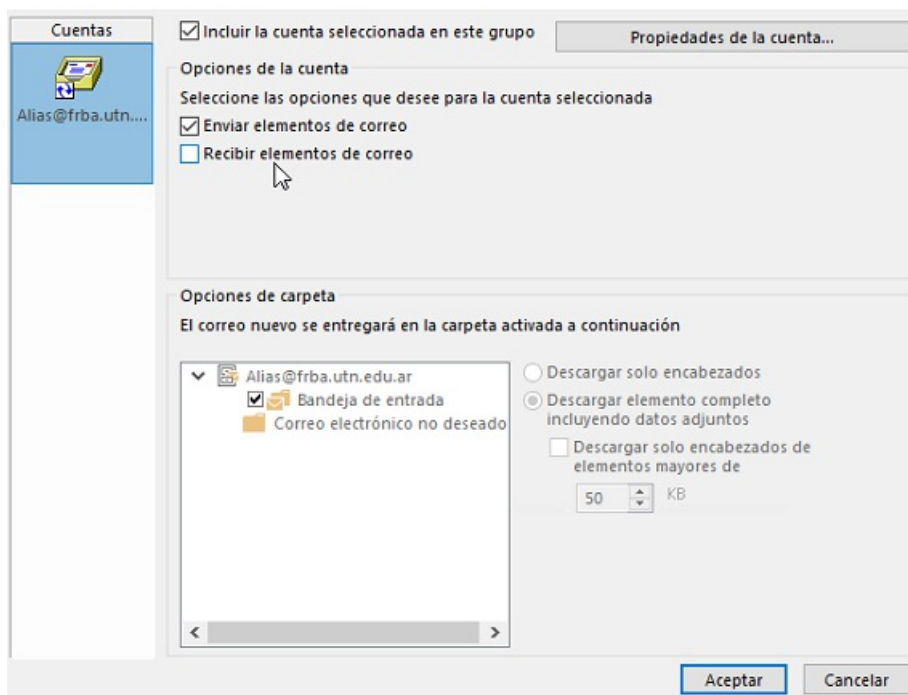 Cuentas
Alias@frba.utn....
Incluir la cuenta seleccionada en este grupo
Propiedades de la cuenta...
Opciones de la cuenta
Seleccione las opciones que desee para la cuenta seleccionada
Enviar elementos de correo
Recibir elementos de correo
Opciones de carpeta
El correo nuevo se entregará en la carpeta activada a continuación
Alias@frba.utn.edu.ar
Bandeja de entrada
Correo electrónico no deseado
Descargar solo encabezados
Descargar elemento completo
incluyendo datos adjuntos
Descargar solo encabezados de
elementos mayores de
50 KB
Aceptar
Cancelar